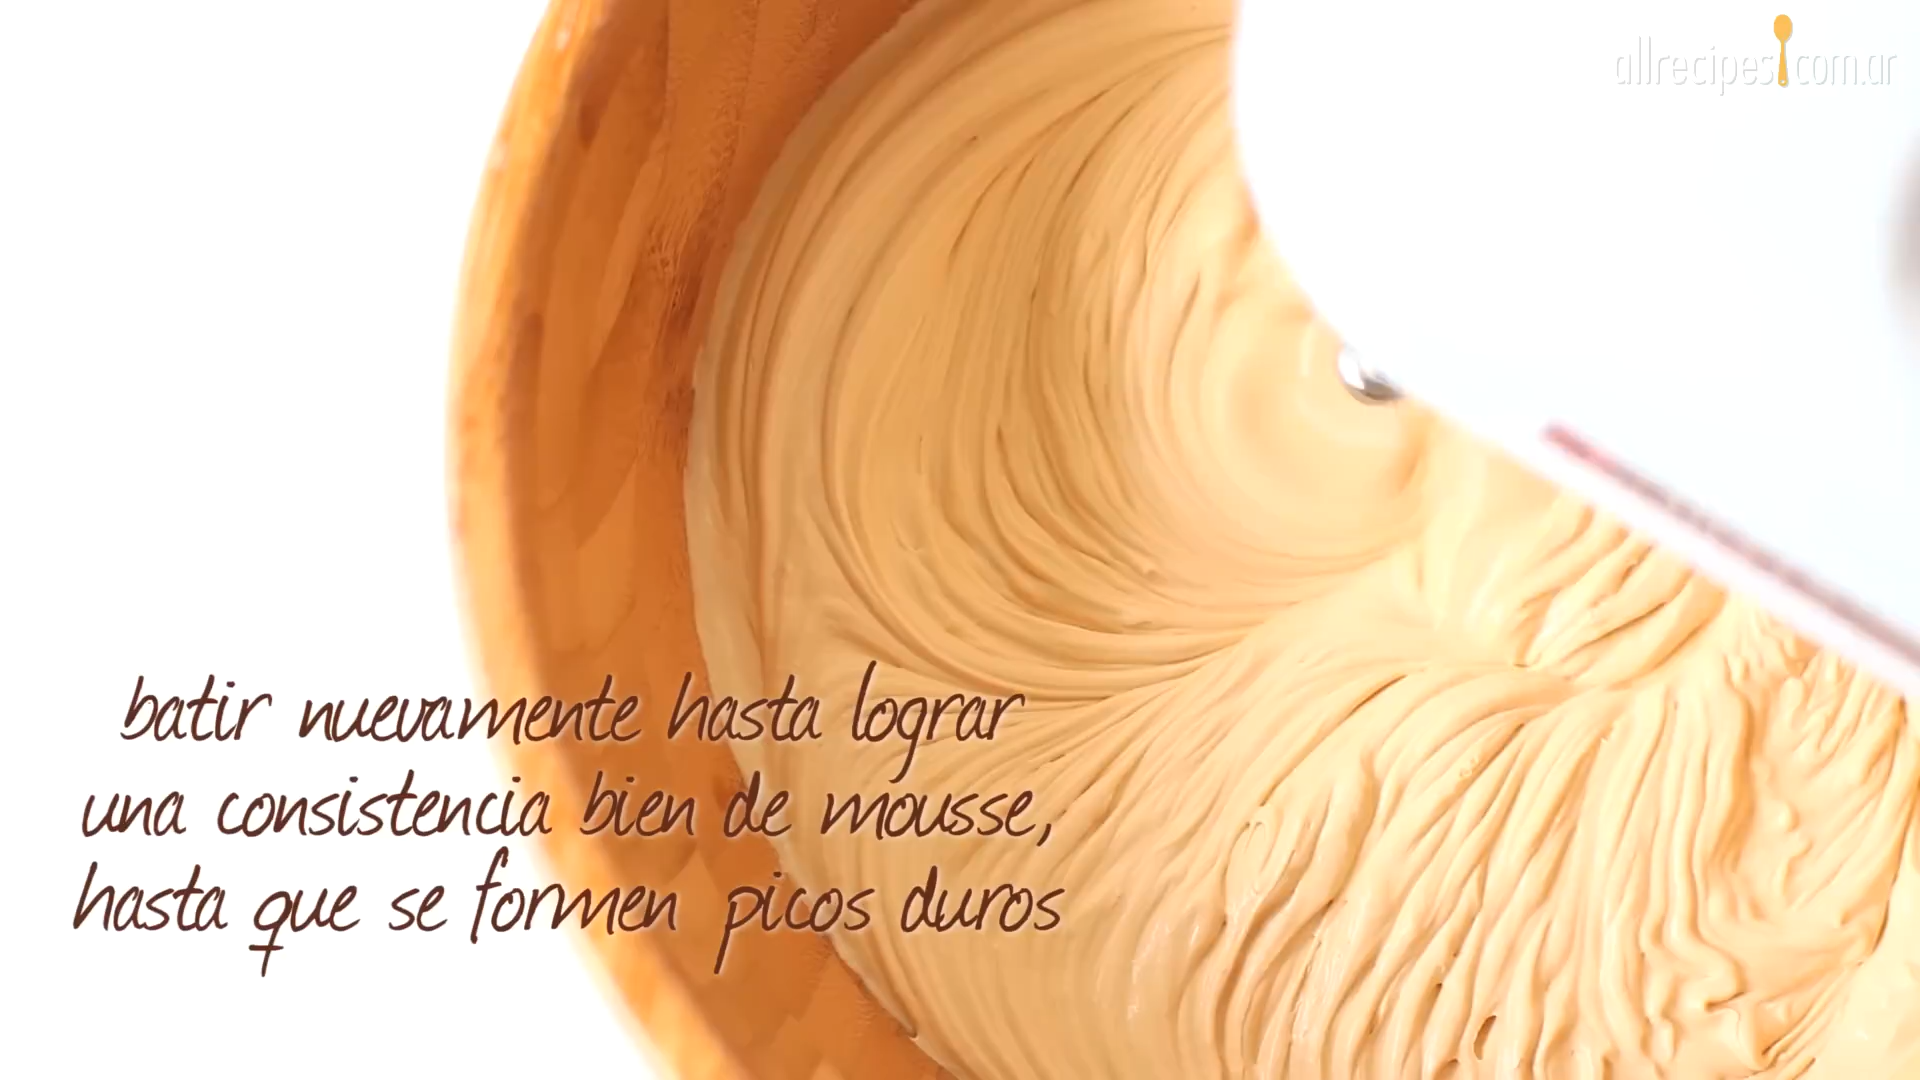 allrecipes.com.ar
batir nuevamente hasta lograr
una consistencia bien de mousse,
hasta que se formen picos duros